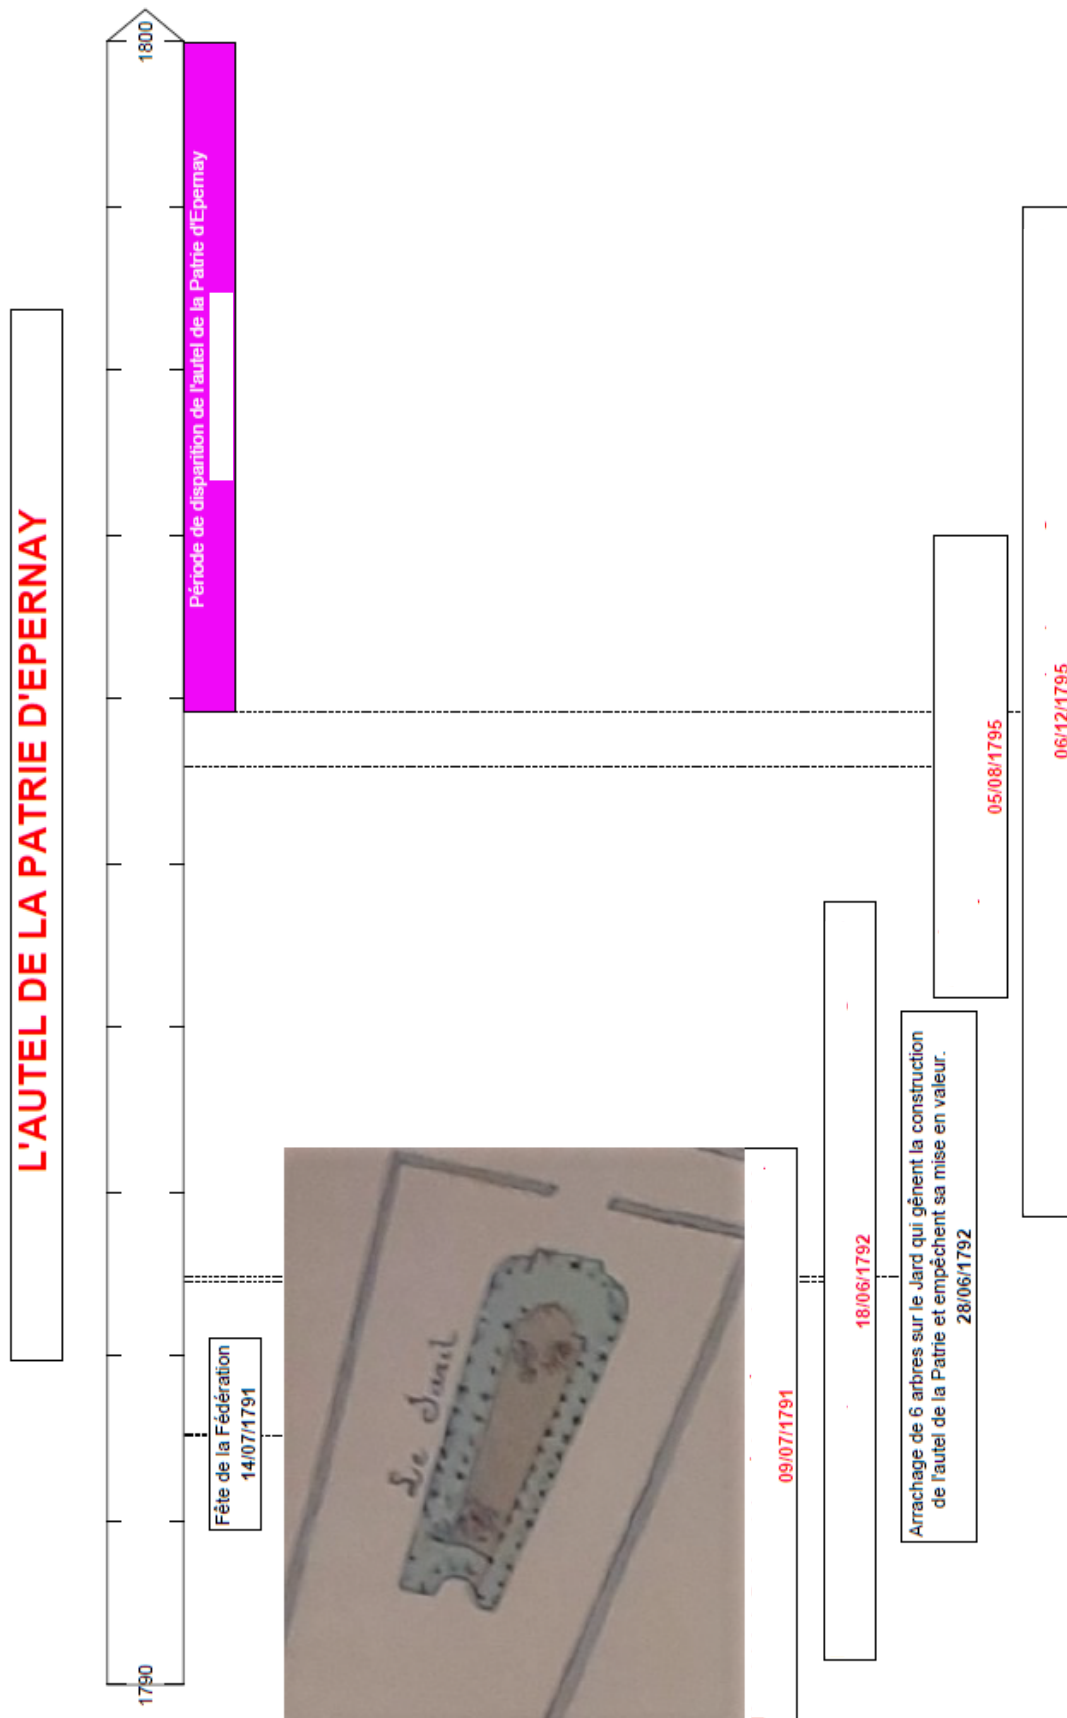 L'AUTEL DE LA PATRIE D'EPERNAY
1790
1800
Période de disparition de l'autel de la Patrie d'Epernay
Fête de la Fédération
14/07/1791
Le Jard
09/07/1791
18/06/1792
Arrachage de 6 arbres sur le Jard qui gênent la construction
de l'autel de la Patrie et empêchent sa mise en valeur.
28/06/1792
05/08/1795
06/12/1795